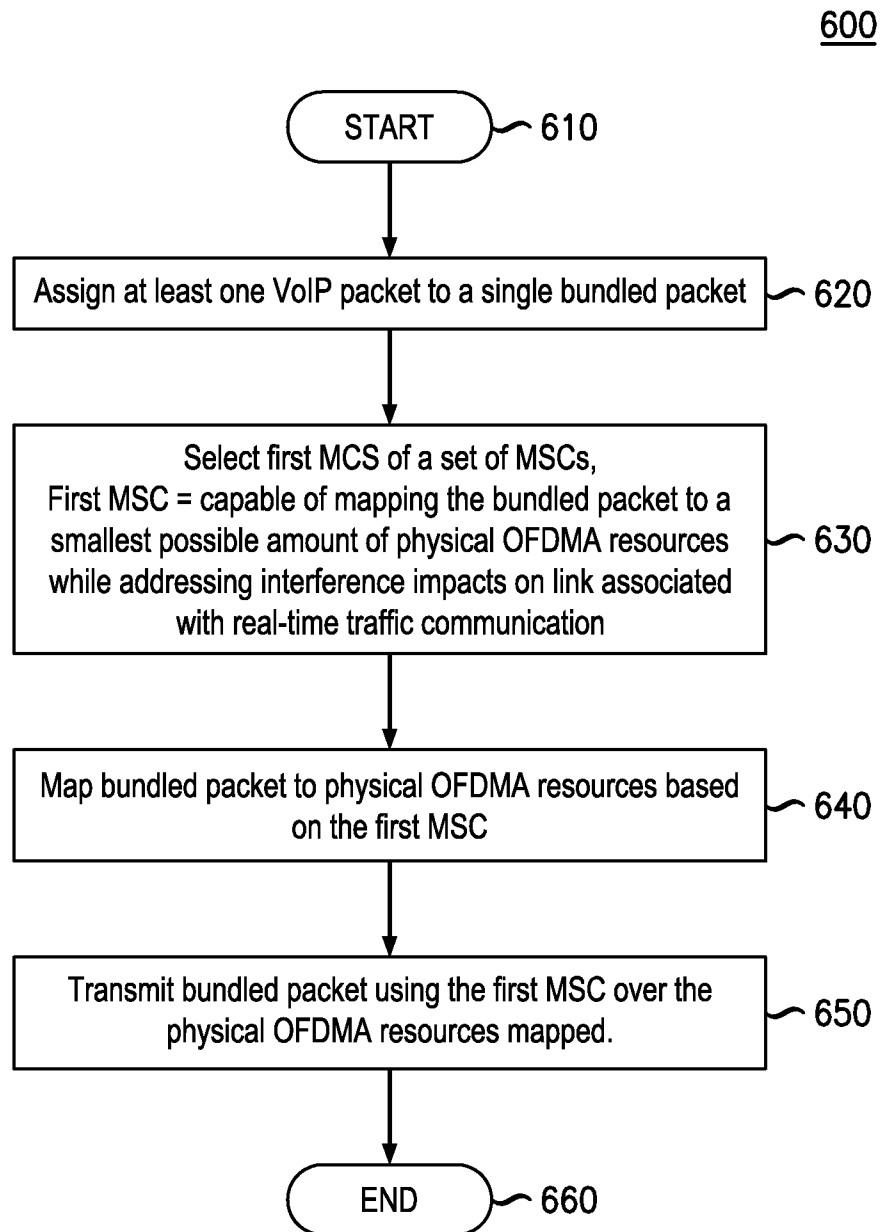 600
START
610
Assign at least one VoIP packet to a single bundled packet
620
Select first MCS of a set of MSCs,
First MSC = capable of mapping the bundled packet to a
smallest possible amount of physical OFDMA resources
while addressing interference impacts on link associated
with real-time traffic communication
630
Map bundled packet to physical OFDMA resources based
on the first MSC
640
Transmit bundled packet using the first MSC over the
physical OFDMA resources mapped.
650
END
660